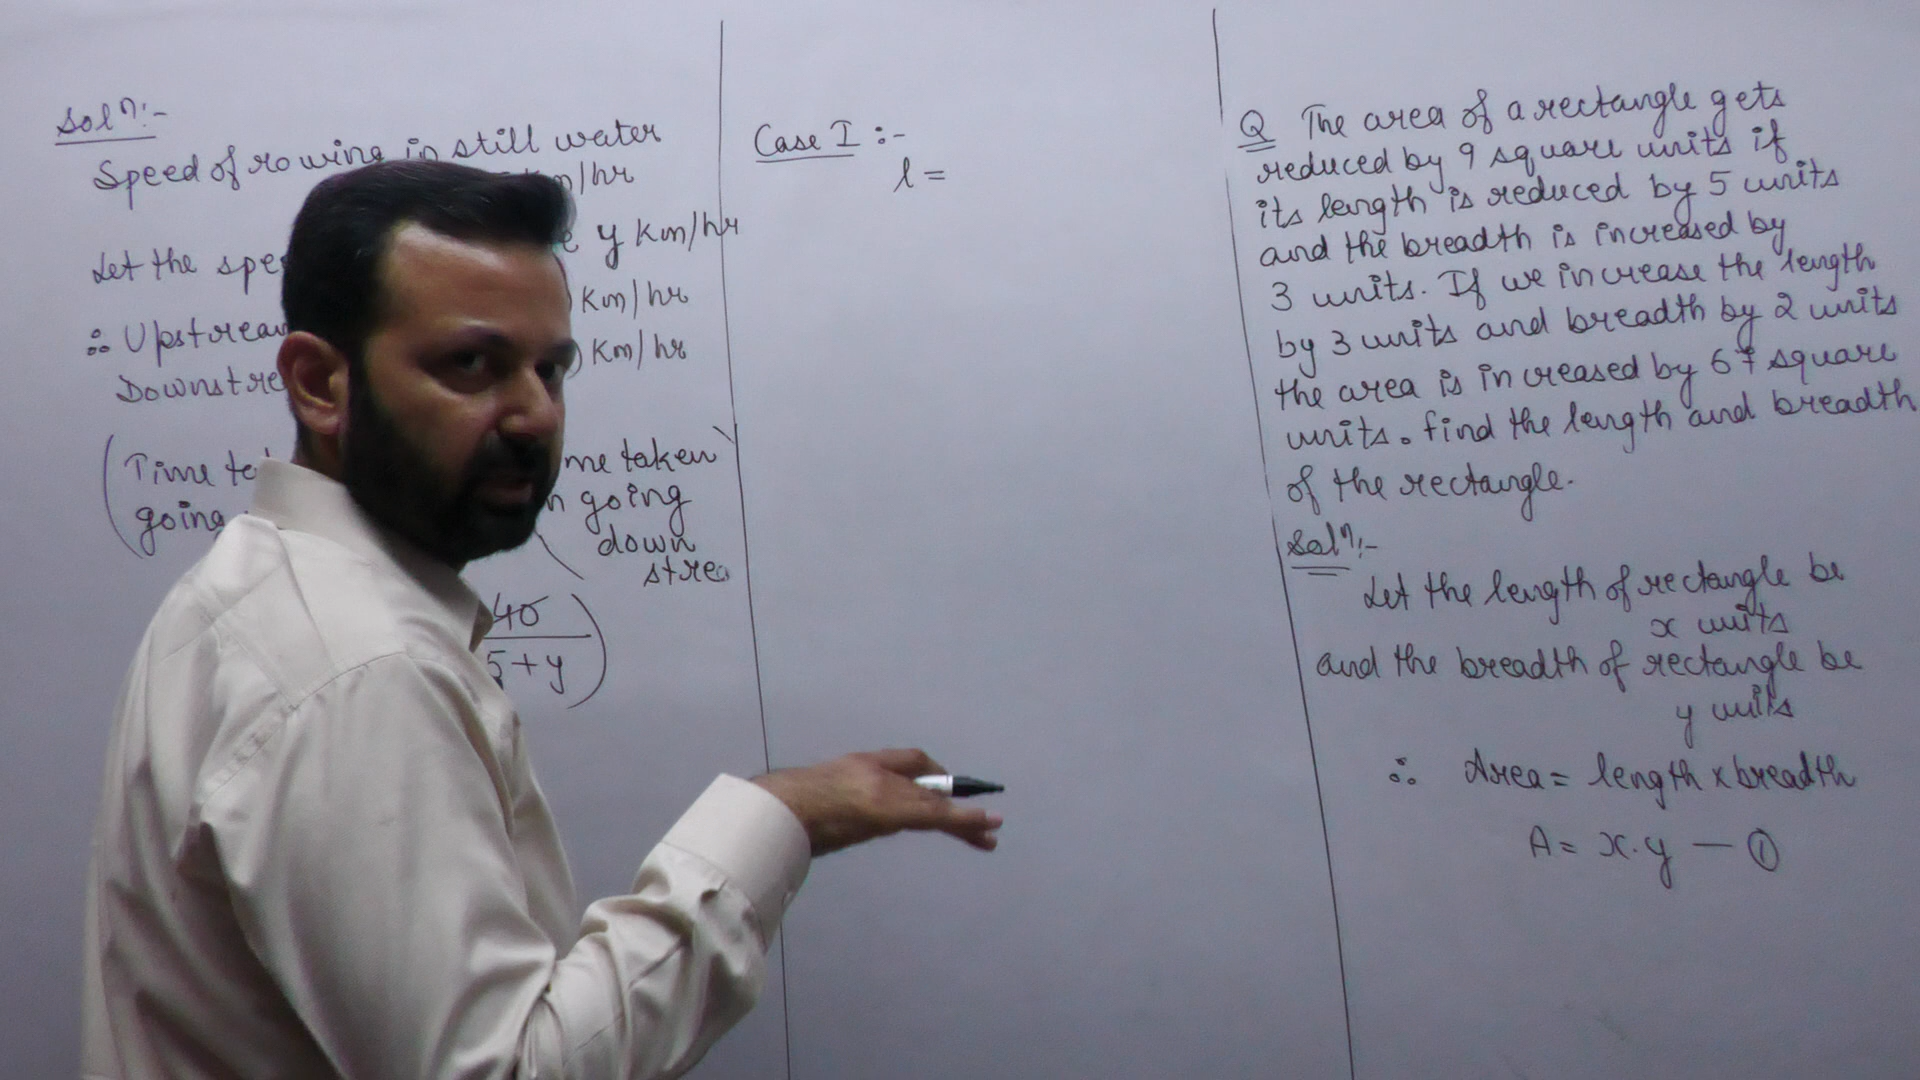 Solⁿ:-
Speed of rowing in still water
km/hr
Let the spe y Km/hr
∴ Upstream Km/hr
Downstre Km/hr
(Time ta me taken
going going
down
strea
40
5+y)
Case I :-
l =
Q The area of a rectangle gets
reduced by 9 square units if
its length is reduced by 5 units
and the breadth is increased by
3 units. If we increase the length
by 3 units and breadth by 2 units
the area is increased by 67 square
units. find the length and breadth
of the rectangle.
Solⁿ:-
Let the length of rectangle be
x units
and the breadth of rectangle be
y units
∴ Area = length x breadth
A = x.y — ①